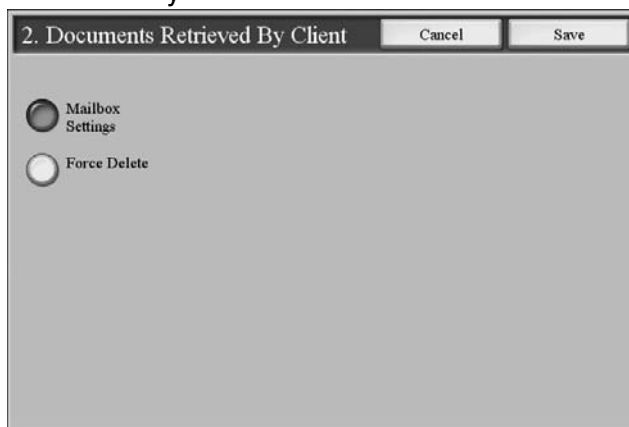 2. Documents Retrieved By Client Cancel Save
Mailbox
Settings
Force Delete